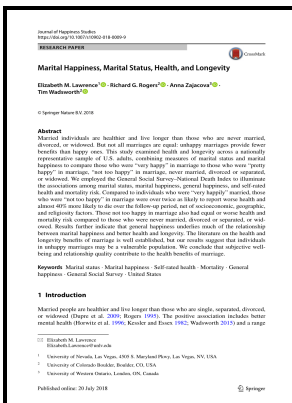 Journal of Happiness Studies
https://doi.org/10.1007/s10902-018-0009-9
RESEARCH PAPER
CrossMark
Marital Happiness, Marital Status, Health, and Longevity
Elizabeth M. Lawrence¹ · Richard G. Rogers² · Anna Zajacova³ ·
Tim Wadsworth²
© Springer Nature B.V. 2018
Abstract
Married individuals are healthier and live longer than those who are never married,
divorced, or widowed. But not all marriages are equal: unhappy marriages provide fewer
benefits than happy ones. This study examined health and longevity across a nationally
representative sample of U.S. adults, combining measures of marital status and marital
happiness to compare those who were “very happy” in marriage to those who were “pretty
happy” in marriage, “not too happy” in marriage, never married, divorced or separated,
or widowed. We employed the General Social Survey–National Death Index to illuminate
the associations among marital status, marital happiness, general happiness, and self-rated
health and mortality risk. Compared to individuals who were “very happily” married, those
who were “not too happy” in marriage were over twice as likely to report worse health and
almost 40% more likely to die over the follow-up period, net of socioeconomic, geographic,
and religiosity factors. Those not too happy in marriage also had equal or worse health and
mortality risk compared to those who were never married, divorced or separated, or wid-
owed. Results further indicate that general happiness underlies much of the relationship
between marital happiness and better health and longevity. The literature on the health and
longevity benefits of marriage is well established, but our results suggest that individuals
in unhappy marriages may be a vulnerable population. We conclude that subjective well-
being and relationship quality contribute to the health benefits of marriage.
Keywords Marital status · Marital happiness · Self-rated health · Mortality · General
happiness · General Social Survey · United States
1 Introduction
Married people are healthier and live longer than those who are single, separated, divorced,
or widowed (Dupre et al. 2009; Rogers 1995). The positive association includes better
mental health (Horwitz et al. 1996; Kessler and Essex 1982; Wadsworth 2015) and a range
Elizabeth M. Lawrence
Elizabeth.Lawrence@unlv.edu
1 University of Nevada, Las Vegas, 4505 S. Maryland Pkwy, Las Vegas, NV, USA
2 University of Colorado Boulder, Boulder, CO, USA
3 University of Western Ontario, London, ON, Canada
Published online: 20 July 2018
Springer